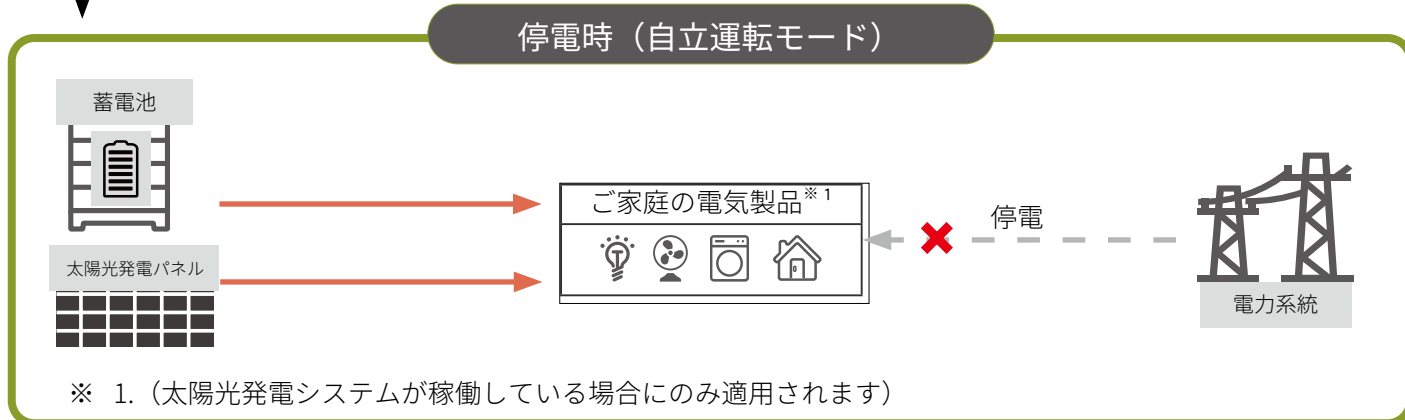 停電時（自立運転モード）
蓄電池
ご家庭の電気製品※1
停電
太陽光発電パネル
電力系統
※ 1.（太陽光発電システムが稼働している場合にのみ適用されます）